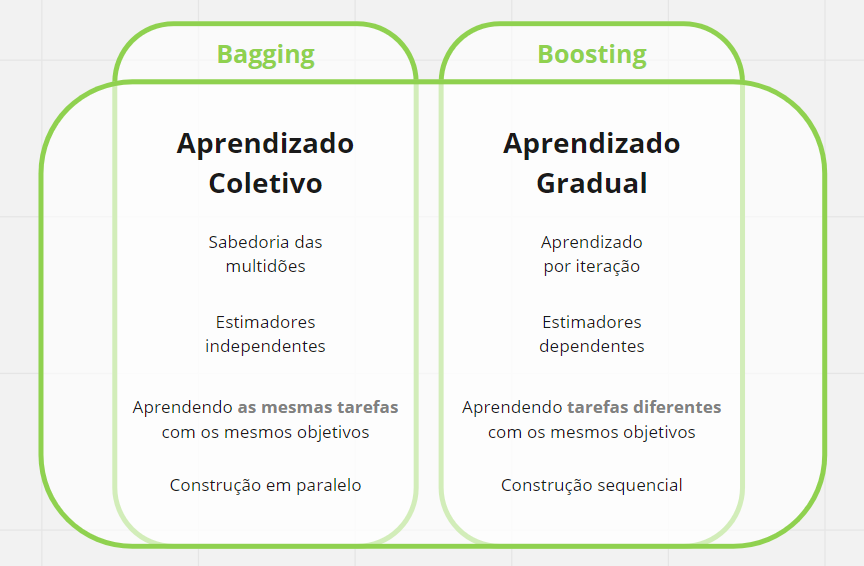 Bagging
Aprendizado
Coletivo
Sabedoria das
multidões
Estimadores
independentes
Aprendendo as mesmas tarefas
com os mesmos objetivos
Construção em paralelo
Boosting
Aprendizado
Gradual
Aprendizado
por iteração
Estimadores
dependentes
Aprendendo tarefas diferentes
com os mesmos objetivos
Construção sequencial